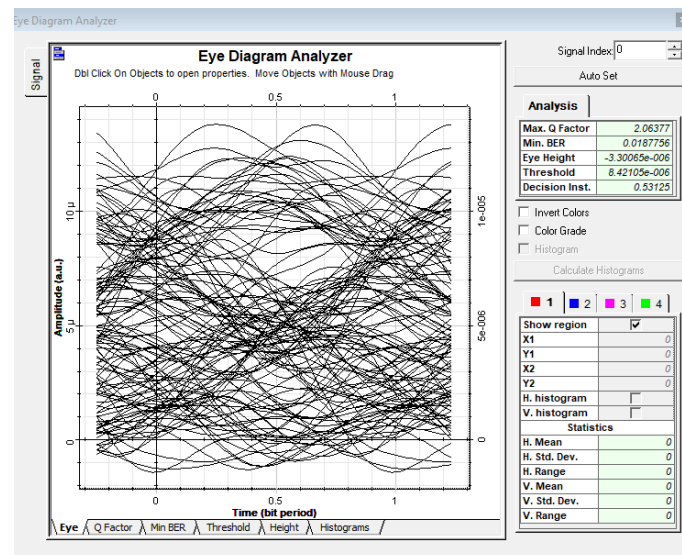 Eye Diagram Analyzer
Signal
Eye Diagram Analyzer
Dbl Click On Objects to open properties. Move Objects with Mouse Drag
0 0.5 1
Amplitude (a.u.)
10 µ
5 µ
0
1e-005
5e-006
0
0 0.5 1
Time (bit period)
Eye Q Factor Min BER Threshold Height Histograms
Signal Index: 0
Auto Set
Analysis
Max. Q Factor 2.06377
Min. BER 0.0187756
Eye Height -3.30065e-006
Threshold 8.42105e-006
Decision Inst. 0.53125
Invert Colors
Color Grade
Histogram
Calculate Histograms
1 2 3 4
Show region
X1 0
Y1 0
X2 0
Y2 0
H. histogram
V. histogram
Statistics
H. Mean 0
H. Std. Dev. 0
H. Range 0
V. Mean 0
V. Std. Dev. 0
V. Range 0